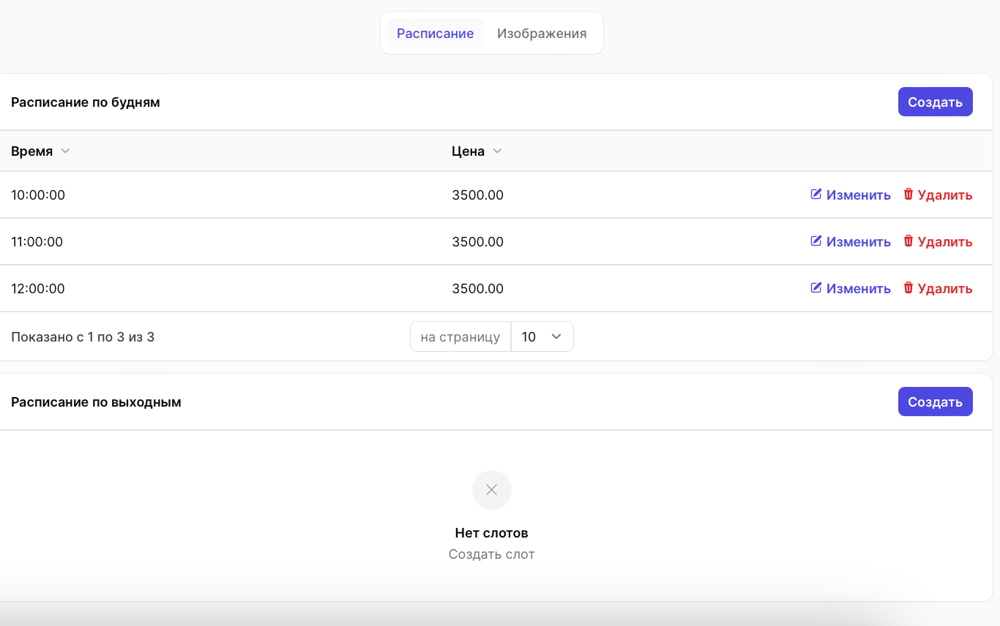 Расписание Изображения
Расписание по будням Создать
Время Цена
10:00:00 3500.00 Изменить Удалить
11:00:00 3500.00 Изменить Удалить
12:00:00 3500.00 Изменить Удалить
Показано с 1 по 3 из 3 на страницу 10
Расписание по выходным Создать
Нет слотов
Создать слот